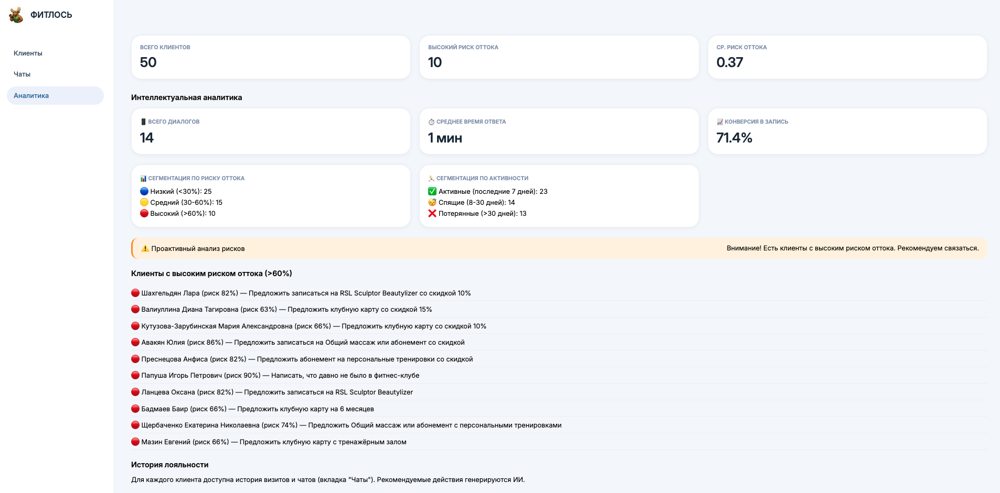 ФИТЛОСЬ
Клиенты
Чаты
Аналитика
ВСЕГО КЛИЕНТОВ
50
ВЫСОКИЙ РИСК ОТТОКА
10
СР. РИСК ОТТОКА
0.37
Интеллектуальная аналитика
ВСЕГО ДИАЛОГОВ
14
СРЕДНЕЕ ВРЕМЯ ОТВЕТА
1 мин
КОНВЕРСИЯ В ЗАПИСЬ
71.4%
СЕГМЕНТАЦИЯ ПО РИСКУ ОТТОКА
Низкий (<30%): 25
Средний (30-60%): 15
Высокий (>60%): 10
СЕГМЕНТАЦИЯ ПО АКТИВНОСТИ
Активные (последние 7 дней): 23
Спящие (8-30 дней): 14
Потерянные (>30 дней): 13
Проактивный анализ рисков
Внимание! Есть клиенты с высоким риском оттока. Рекомендуем связаться.
Клиенты с высоким риском оттока (>60%)
Шахгельдян Лара (риск 82%) — Предложить записаться на RSL Sculptor Beautylizer со скидкой 10%
Валиуллина Диана Тагировна (риск 63%) — Предложить клубную карту со скидкой 15%
Кутузова-Зарубинская Мария Александровна (риск 66%) — Предложить клубную карту со скидкой 10%
Авакян Юлия (риск 86%) — Предложить записаться на Общий массаж или абонемент со скидкой
Преснецова Анфиса (риск 82%) — Предложить абонемент на персональные тренировки со скидкой
Папуша Игорь Петрович (риск 90%) — Написать, что давно не было в фитнес-клубе
Ланцева Оксана (риск 82%) — Предложить записаться на RSL Sculptor Beautylizer
Бадмаев Баир (риск 66%) — Предложить клубную карту на 6 месяцев
Щербаченко Екатерина Николаевна (риск 74%) — Предложить Общий массаж или абонемент с персональными тренировками
Мазин Евгений (риск 66%) — Предложить клубную карту с тренажёрным залом
История лояльности
Для каждого клиента доступна история визитов и чатов (вкладка "Чаты"). Рекомендуемые действия генерируются ИИ.